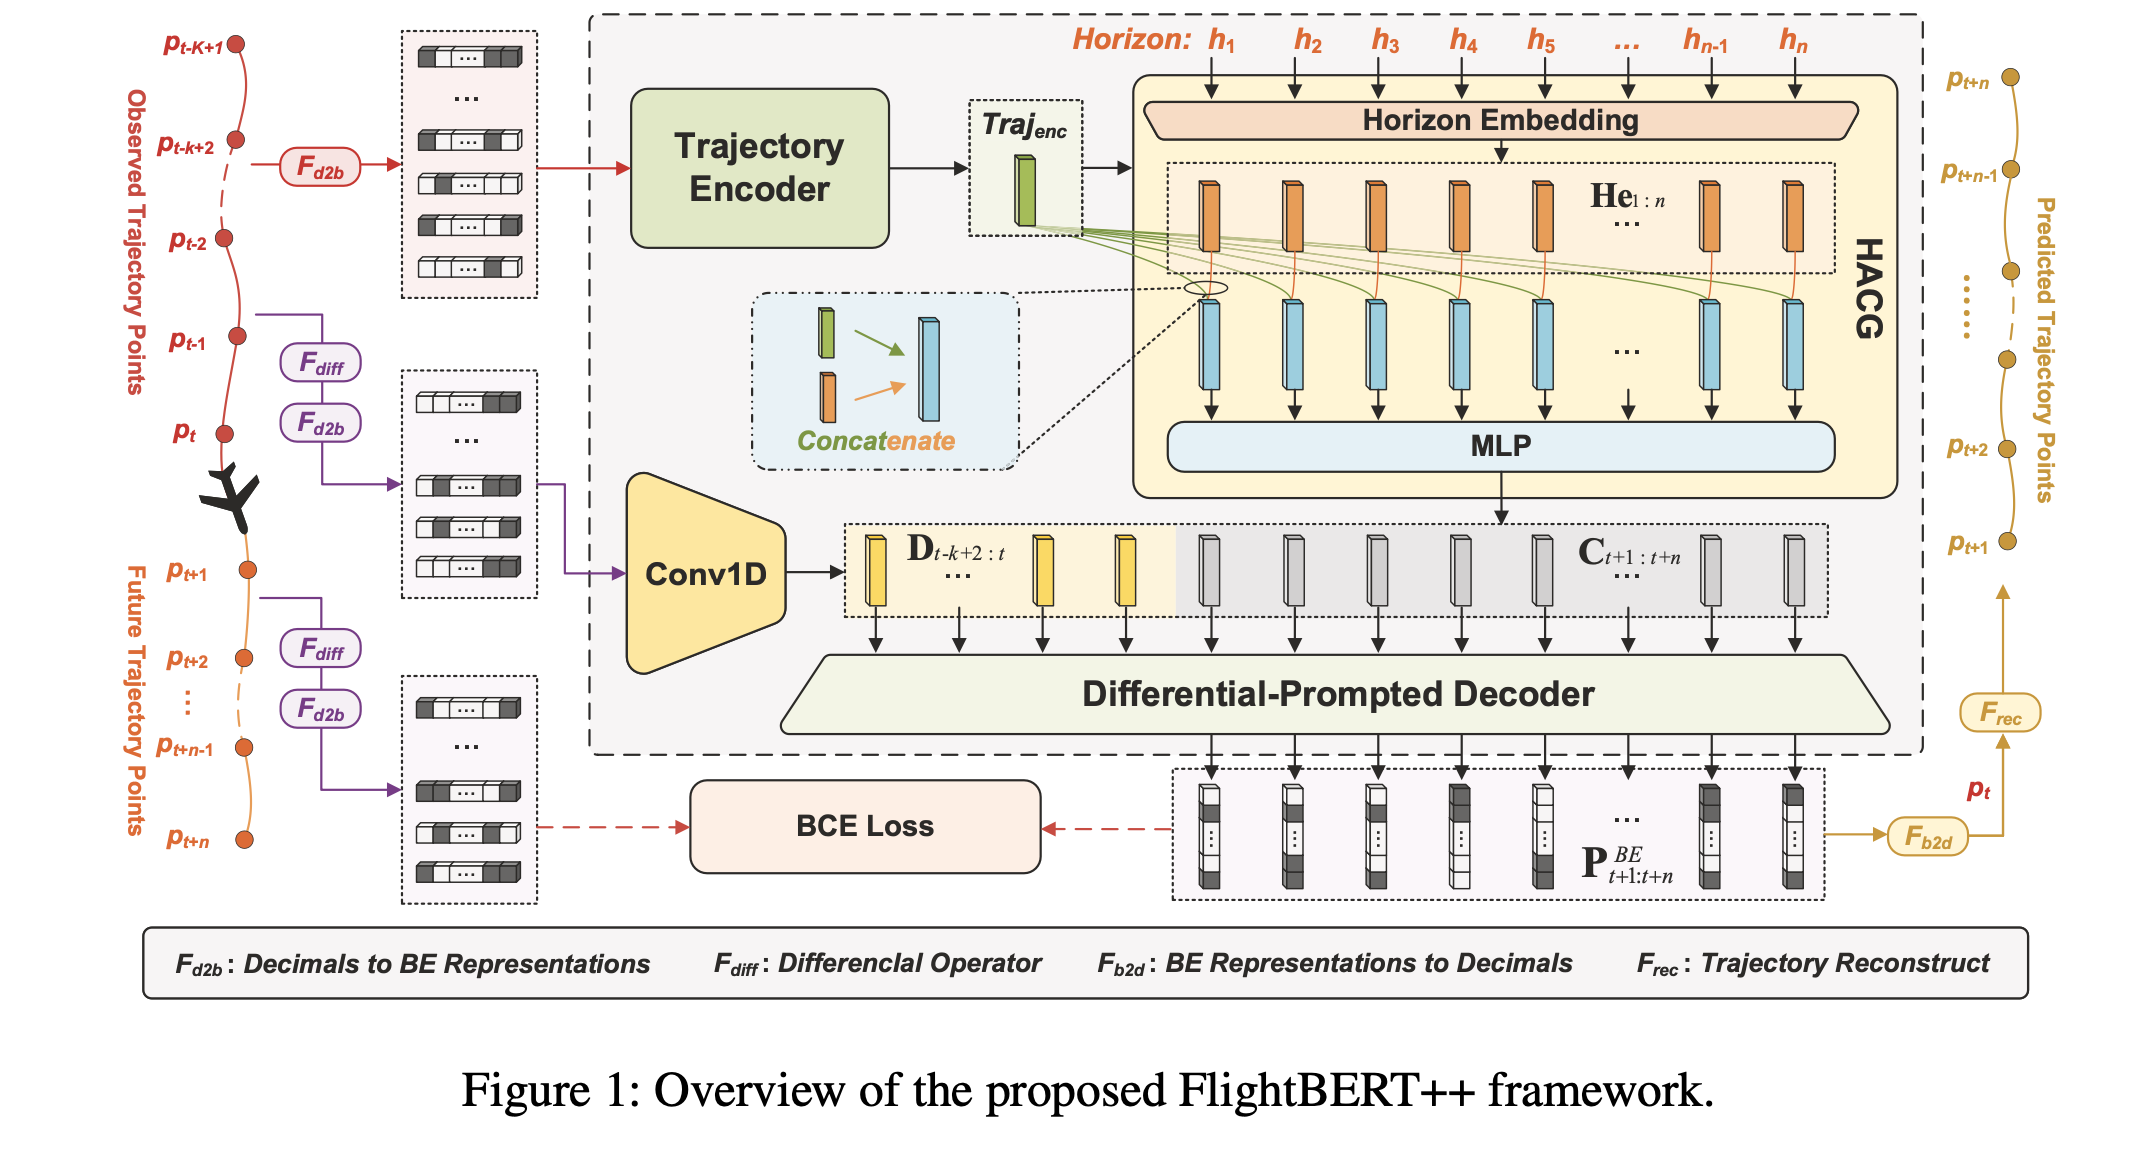 Observed Trajectory Points
p_{t-K+1}
p_{t-k+2}
p_{t-2}
p_{t-1}
p_t
F_{d2b}
...
F_{diff}
F_{d2b}
...
Future Trajectory Points
p_{t+1}
p_{t+2}
⋮
p_{t+n-1}
p_{t+n}
F_{diff}
F_{d2b}
...
Trajectory
Encoder
Traj_{enc}
Horizon: h_1 h_2 h_3 h_4 h_5 ... h_{n-1} h_n
Horizon Embedding
He_{1 : n}
...
HACG
...
MLP
Concatenate
Conv1D
D_{t-k+2 : t}
...
C_{t+1 : t+n}
...
Differential-Prompted Decoder
BCE Loss
...
P^{BE}_{t+1:t+n}
F_{b2d}
p_t
F_{rec}
Predicted Trajectory Points
p_{t+n}
p_{t+n-1}
p_{t+2}
p_{t+1}
F_{d2b} : Decimals to BE Representations F_{diff} : Differencial Operator F_{b2d} : BE Representations to Decimals F_{rec} : Trajectory Reconstruct
Figure 1: Overview of the proposed FlightBERT++ framework.